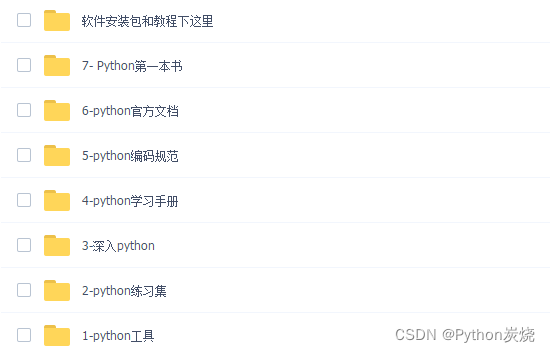 软件安装包和教程下这里
7- Python第一本书
6-python官方文档
5-python编码规范
4-python学习手册
3-深入python
2-python练习集
1-python工具
CSDN @Python炭烧